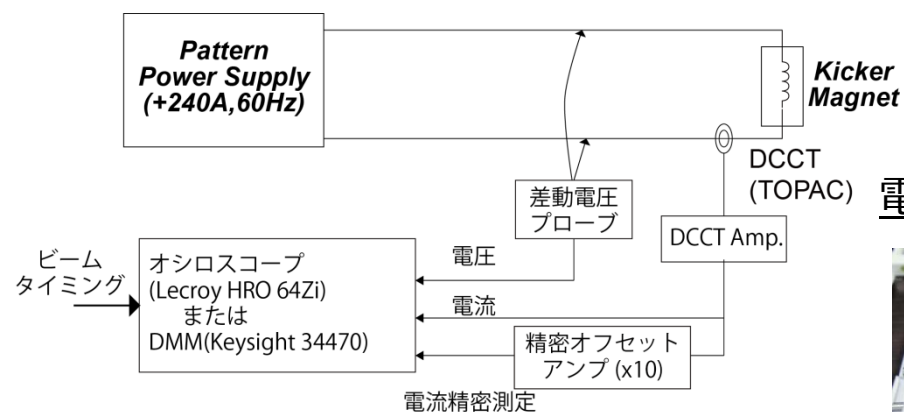 Pattern
Power Supply
(+240A,60Hz)
Kicker
Magnet
DCCT
(TOPAC)
電
差動電圧
プローブ
DCCT Amp.
ビーム
タイミング
オシロスコープ
(Lecroy HRO 64Zi)
または
DMM(Keysight 34470)
電圧
電流
精密オフセット
アンプ (x10)
電流精密測定